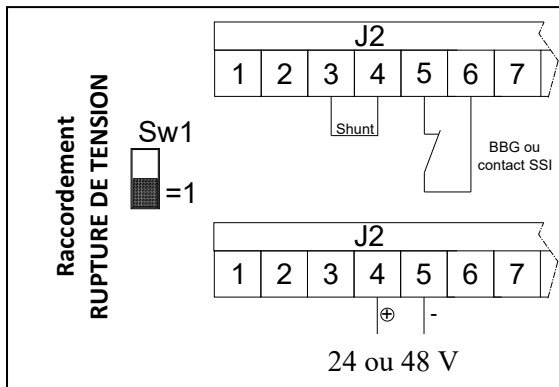 Raccordement
RUPTURE DE TENSION
Sw1
=1
J2
1 2 3 4 5 6 7
Shunt
BBG ou
contact SSI
J2
1 2 3 4 5 6 7
⊕ -
24 ou 48 V